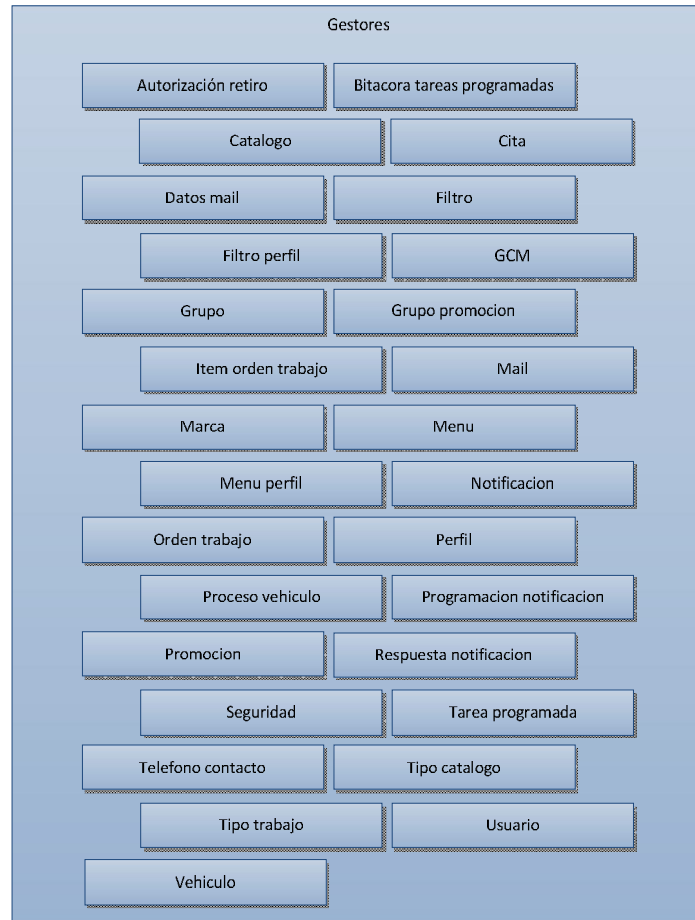 Gestores
Autorización retiro
Bitacora tareas programadas
Catalogo
Cita
Datos mail
Filtro
Filtro perfil
GCM
Grupo
Grupo promocion
Item orden trabajo
Mail
Marca
Menu
Menu perfil
Notificacion
Orden trabajo
Perfil
Proceso vehiculo
Programacion notificacion
Promocion
Respuesta notificacion
Seguridad
Tarea programada
Telefono contacto
Tipo catalogo
Tipo trabajo
Usuario
Vehiculo